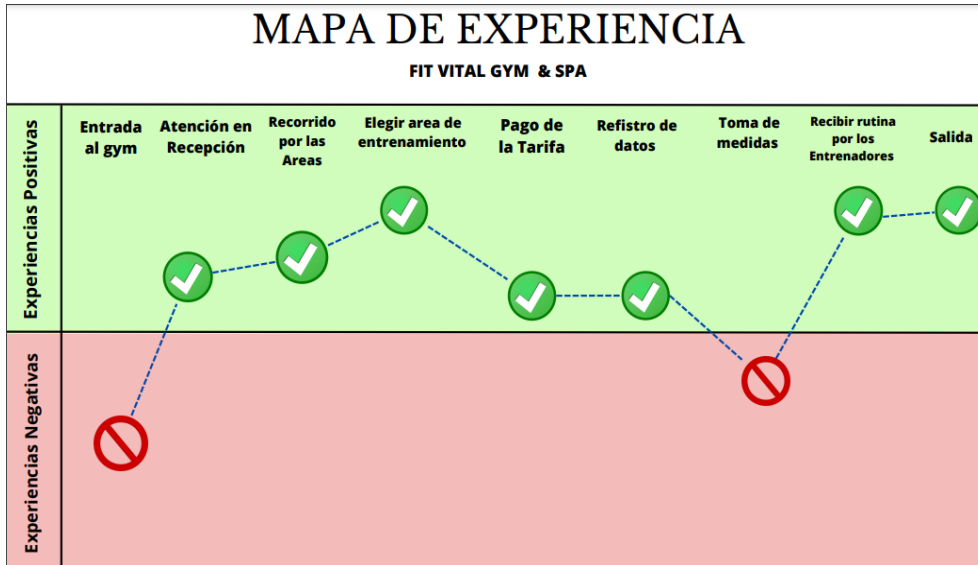 MAPA DE EXPERIENCIA
FIT VITAL GYM & SPA
Experiencias Positivas
Entrada
al gym
Atención en
Recepción
Recorrido
por las
Areas
Elegir area de
entrenamiento
Pago de
la Tarifa
Refistro de
datos
Toma de
medidas
Recibir rutina
por los
Entrenadores
Salida
Experiencias Negativas